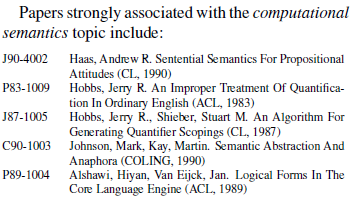 Papers strongly associated with the computational
semantics topic include:
J90-4002 Haas, Andrew R. Sentential Semantics For Propositional
Attitudes (CL, 1990)
P83-1009 Hobbs, Jerry R. An Improper Treatment Of Quantifica-
tion In Ordinary English (ACL, 1983)
J87-1005 Hobbs, Jerry R., Shieber, Stuart M. An Algorithm For
Generating Quantifier Scopings (CL, 1987)
C90-1003 Johnson, Mark, Kay, Martin. Semantic Abstraction And
Anaphora (COLING, 1990)
P89-1004 Alshawi, Hiyan, Van Eijck, Jan. Logical Forms In The
Core Language Engine (ACL, 1989)